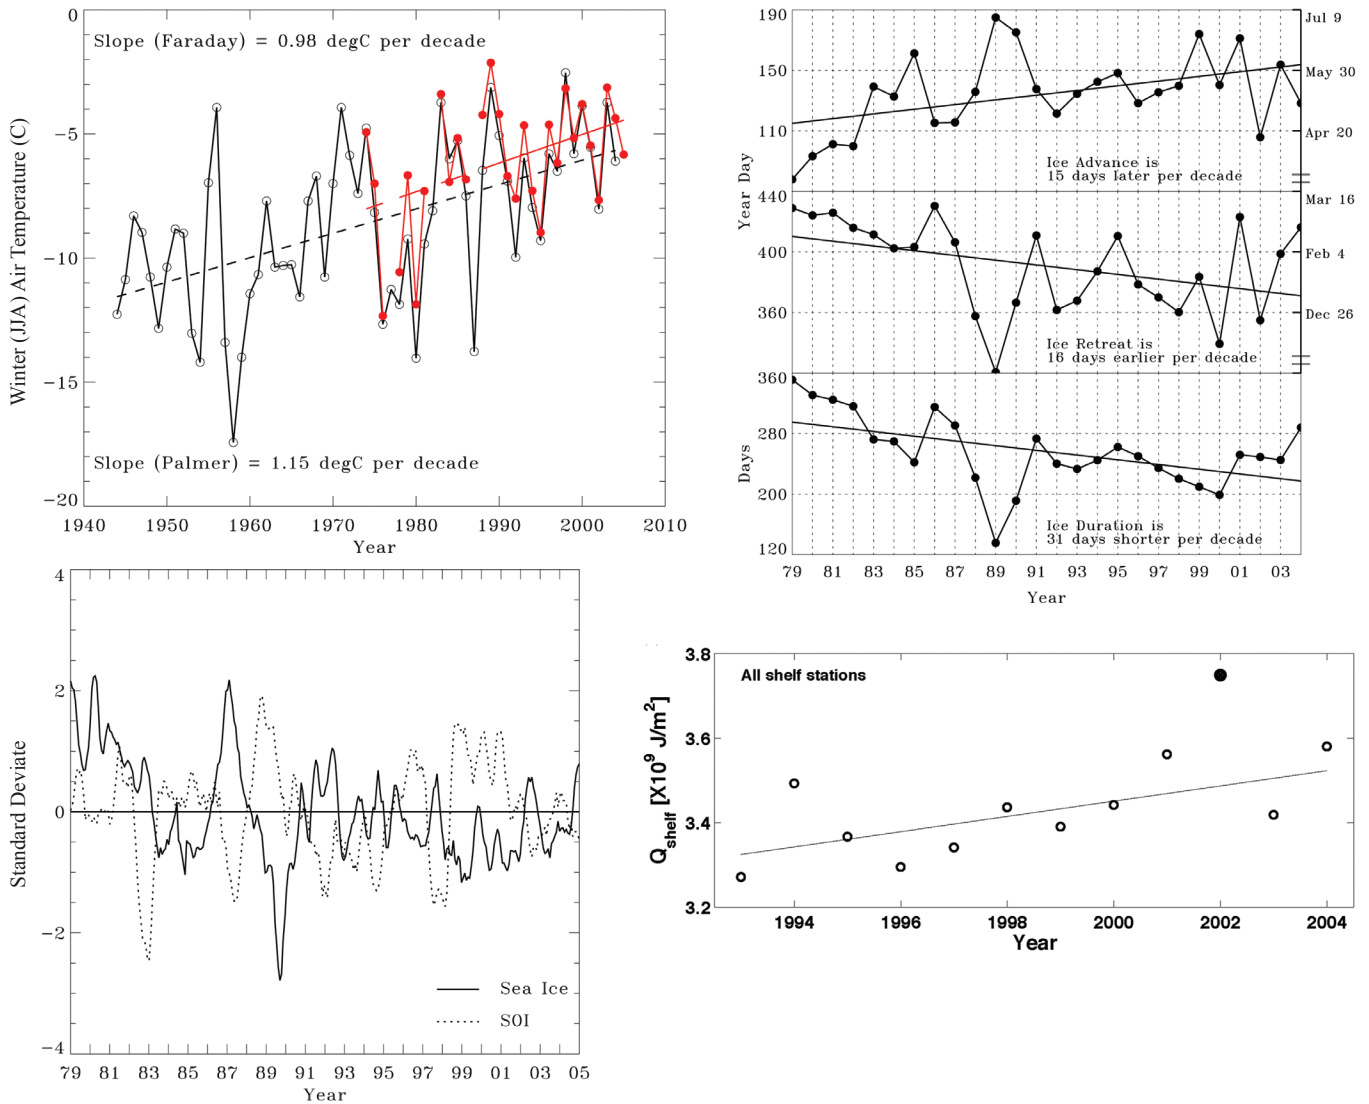 Slope (Faraday) = 0.98 degC per decade
Slope (Palmer) = 1.15 degC per decade
Winter (JJA) Air Temperature (C)
0
−5
−10
−15
−20
1940 1950 1960 1970 1980 1990 2000 2010
Year
190
150
110
Jul 9
May 30
Apr 20
Ice Advance is
15 days later per decade
Year Day
440
400
360
Mar 16
Feb 4
Dec 26
Ice Retreat is
16 days earlier per decade
360
280
200
120
Days
Ice Duration is
31 days shorter per decade
79 81 83 85 87 89 91 93 95 97 99 01 03
Year
4
2
0
−2
−4
Standard Deviate
Sea Ice
SOI
79 81 83 85 87 89 91 93 95 97 99 01 03 05
Year
All shelf stations
Qshelf [X10⁹ J/m²]
3.8
3.6
3.4
3.2
1994 1996 1998 2000 2002 2004
Year